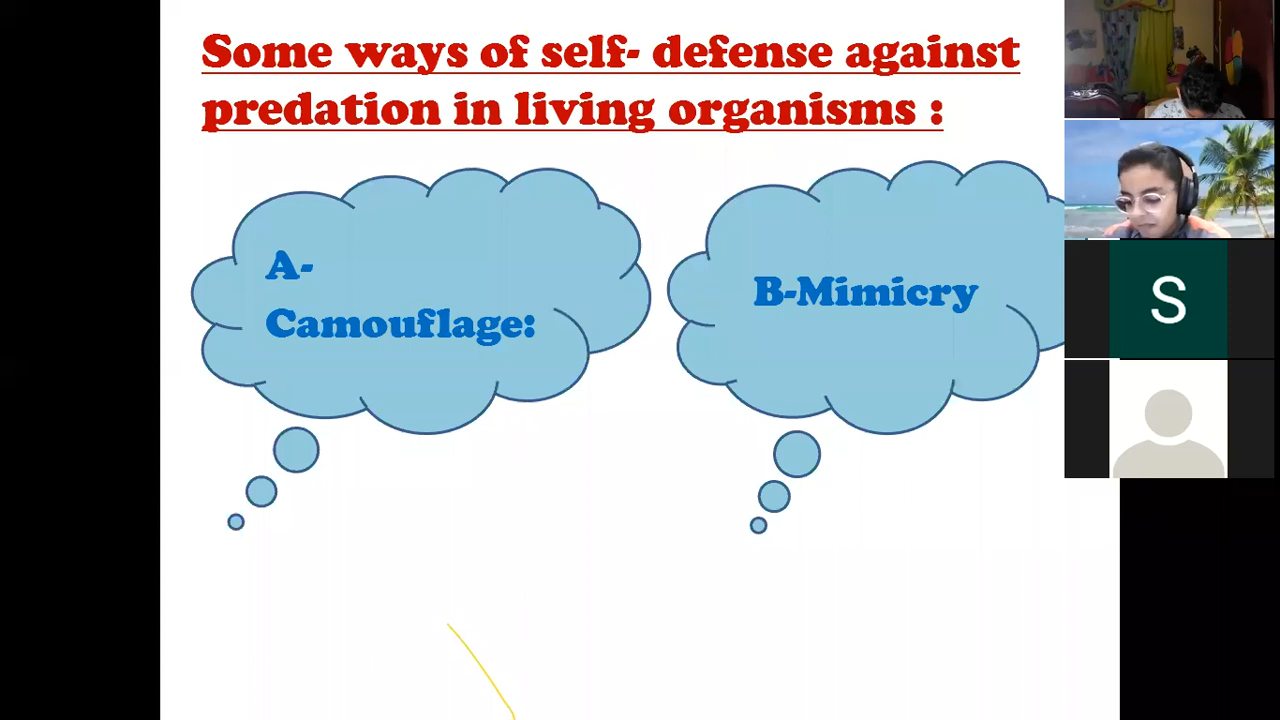 Some ways of self- defense against
predation in living organisms :
A-
Camouflage:
B-Mimicry
S